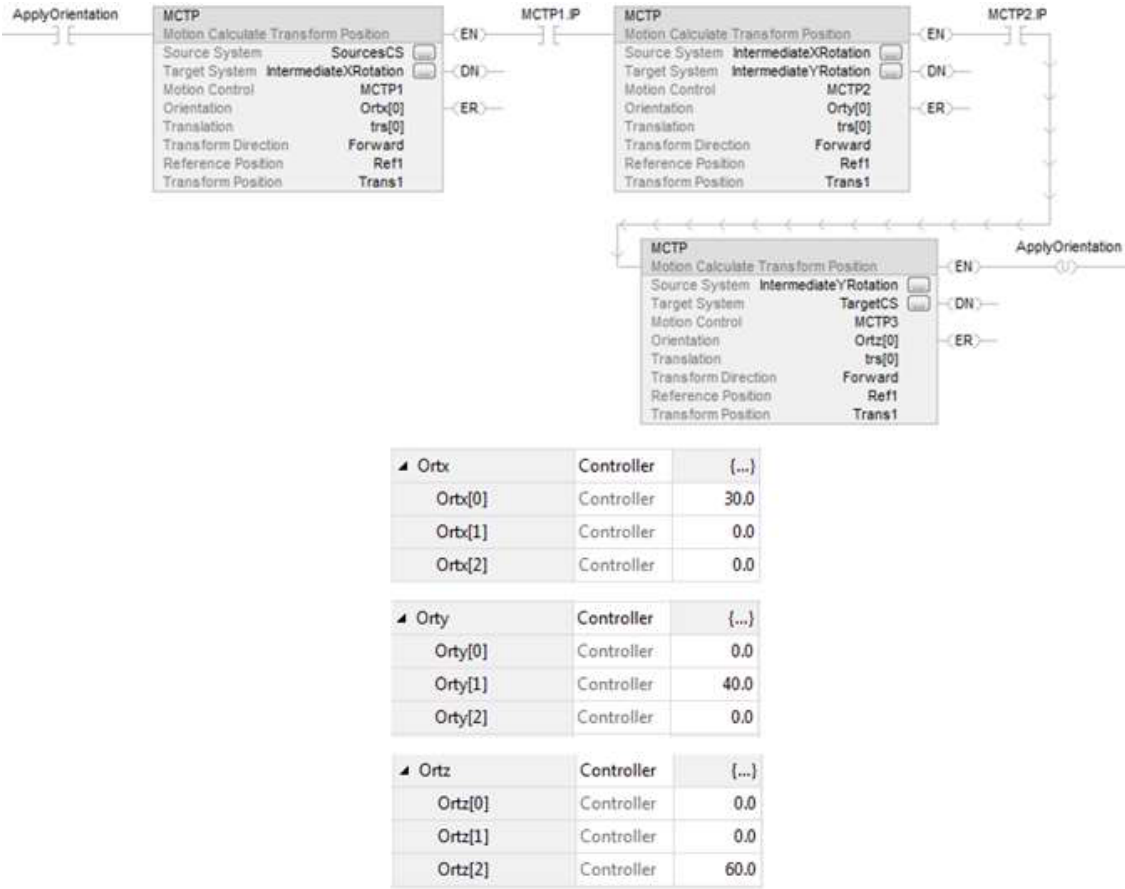 ApplyOrientation
MCTP
Motion Calculate Transform Position
Source System SourcesCS ...
Target System IntermediateXRotation ...
Motion Control MCTP1
Orientation Ortx[0]
Translation trs[0]
Transform Direction Forward
Reference Position Ref1
Transform Position Trans1
EN
DN
ER
MCTP1.IP
MCTP
Motion Calculate Transform Position
Source System IntermediateXRotation ...
Target System IntermediateYRotation ...
Motion Control MCTP2
Orientation Orty[0]
Translation trs[0]
Transform Direction Forward
Reference Position Ref1
Transform Position Trans1
EN
DN
ER
MCTP2.IP
MCTP
Motion Calculate Transform Position
Source System IntermediateYRotation ...
Target System TargetCS ...
Motion Control MCTP3
Orientation Ortz[0]
Translation trs[0]
Transform Direction Forward
Reference Position Ref1
Transform Position Trans1
EN
DN
ER
ApplyOrientation
U
Ortx Controller {...}
Ortx[0] Controller 30.0
Ortx[1] Controller 0.0
Ortx[2] Controller 0.0
Orty Controller {...}
Orty[0] Controller 0.0
Orty[1] Controller 40.0
Orty[2] Controller 0.0
Ortz Controller {...}
Ortz[0] Controller 0.0
Ortz[1] Controller 0.0
Ortz[2] Controller 60.0